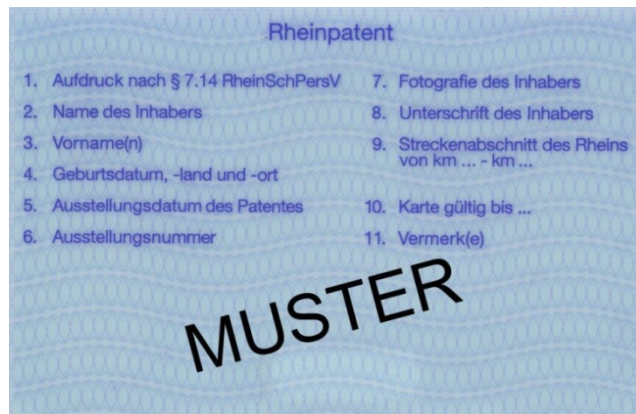 Rheinpatent
1. Aufdruck nach § 7.14 RheinSchPersV
2. Name des Inhabers
3. Vorname(n)
4. Geburtsdatum, -land und -ort
5. Ausstellungsdatum des Patentes
6. Ausstellungsnummer
7. Fotografie des Inhabers
8. Unterschrift des Inhabers
9. Streckenabschnitt des Rheins
von km ... - km ...
10. Karte gültig bis ...
11. Vermerk(e)
MUSTER